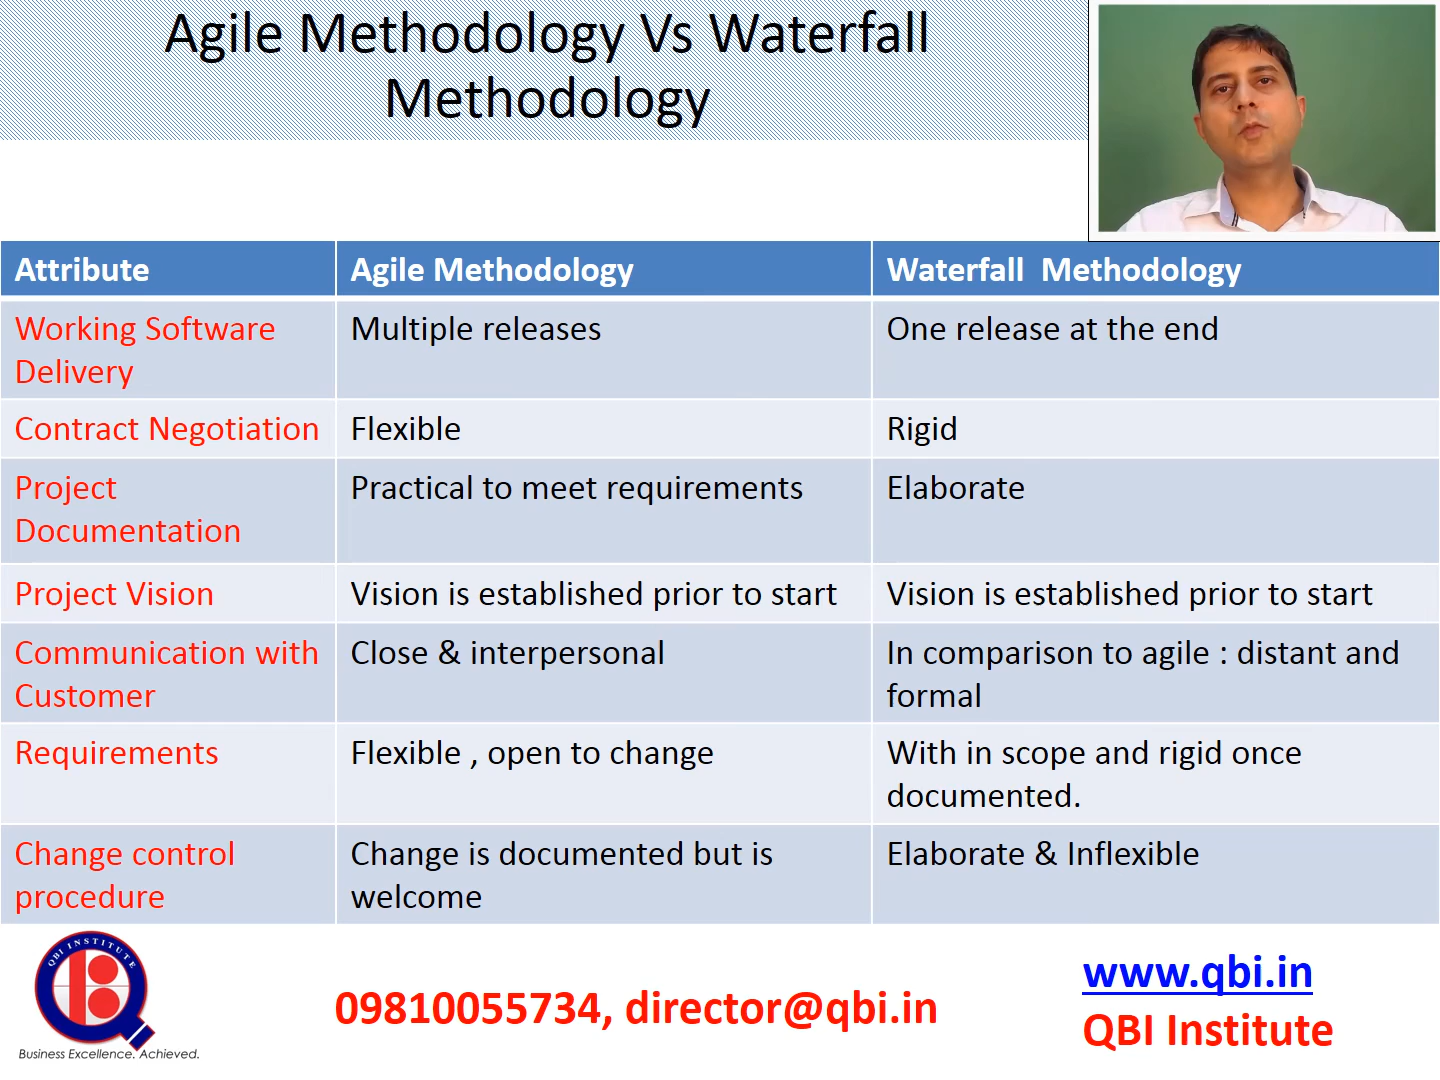 Agile Methodology Vs Waterfall
Methodology
Attribute
Agile Methodology
Waterfall Methodology
Working Software
Delivery
Multiple releases
One release at the end
Contract Negotiation
Flexible
Rigid
Project
Documentation
Practical to meet requirements
Elaborate
Project Vision
Vision is established prior to start
Vision is established prior to start
Communication with
Customer
Close & interpersonal
In comparison to agile : distant and
formal
Requirements
Flexible , open to change
With in scope and rigid once
documented.
Change control
procedure
Change is documented but is
welcome
Elaborate & Inflexible
QBI INSTITUTE
Business Excellence. Achieved.
09810055734, director@qbi.in
www.qbi.in
QBI Institute